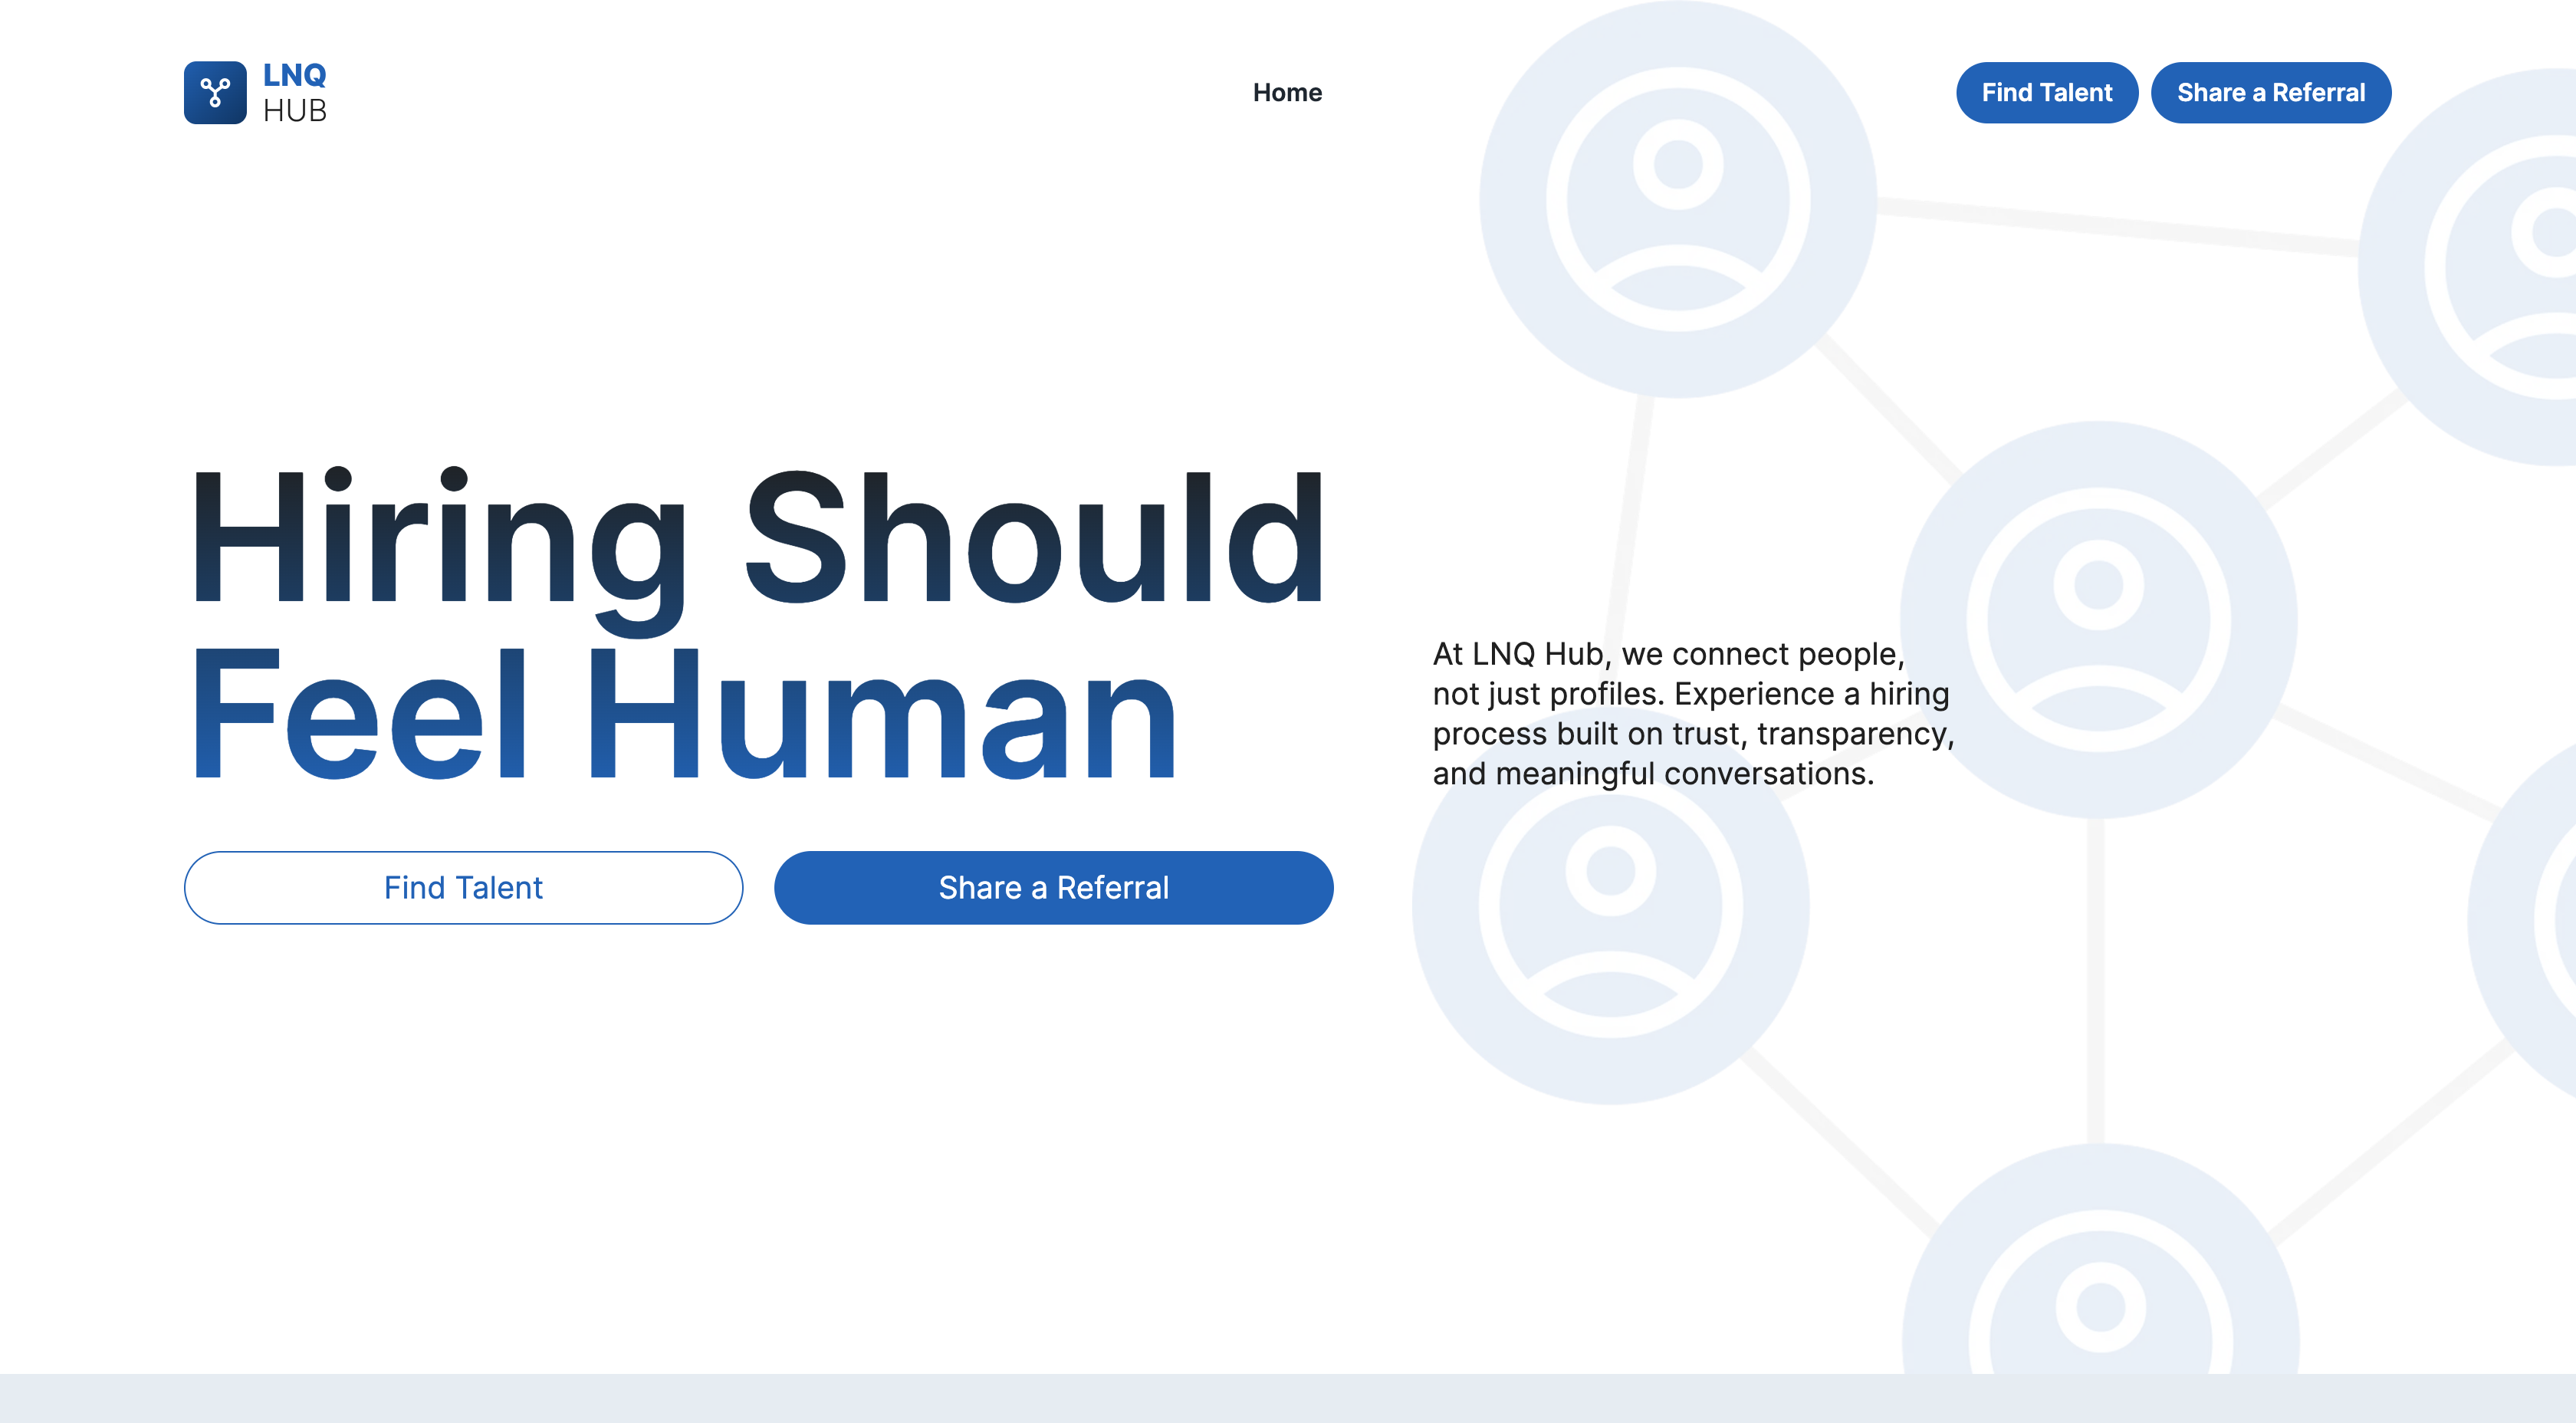 LNQ
HUB
Home
Find Talent
Share a Referral
Hiring Should
Feel Human
At LNQ Hub, we connect people,
not just profiles. Experience a hiring
process built on trust, transparency,
and meaningful conversations.
Find Talent
Share a Referral